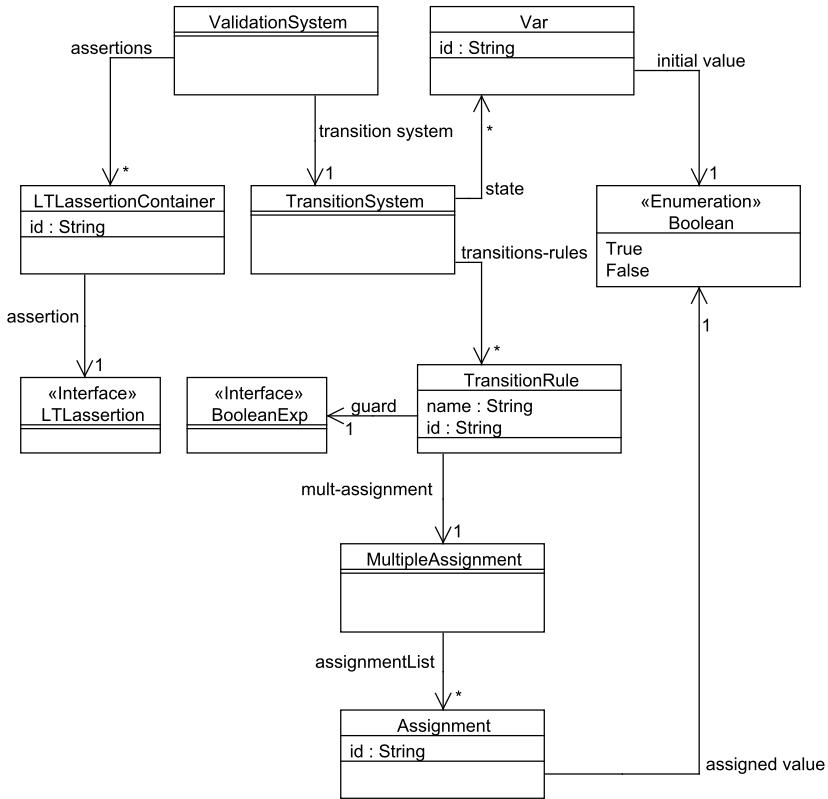 ValidationSystem
Var
id : String
assertions
initial value
transition system
*
*
1
1
state
LTLassertionContainer
id : String
TransitionSystem
«Enumeration»
Boolean
True
False
transitions-rules
assertion
1
*
1
«Interface»
LTLassertion
«Interface»
BooleanExp
guard
1
TransitionRule
name : String
id : String
mult-assignment
1
MultipleAssignment
assignmentList
*
Assignment
id : String
assigned value